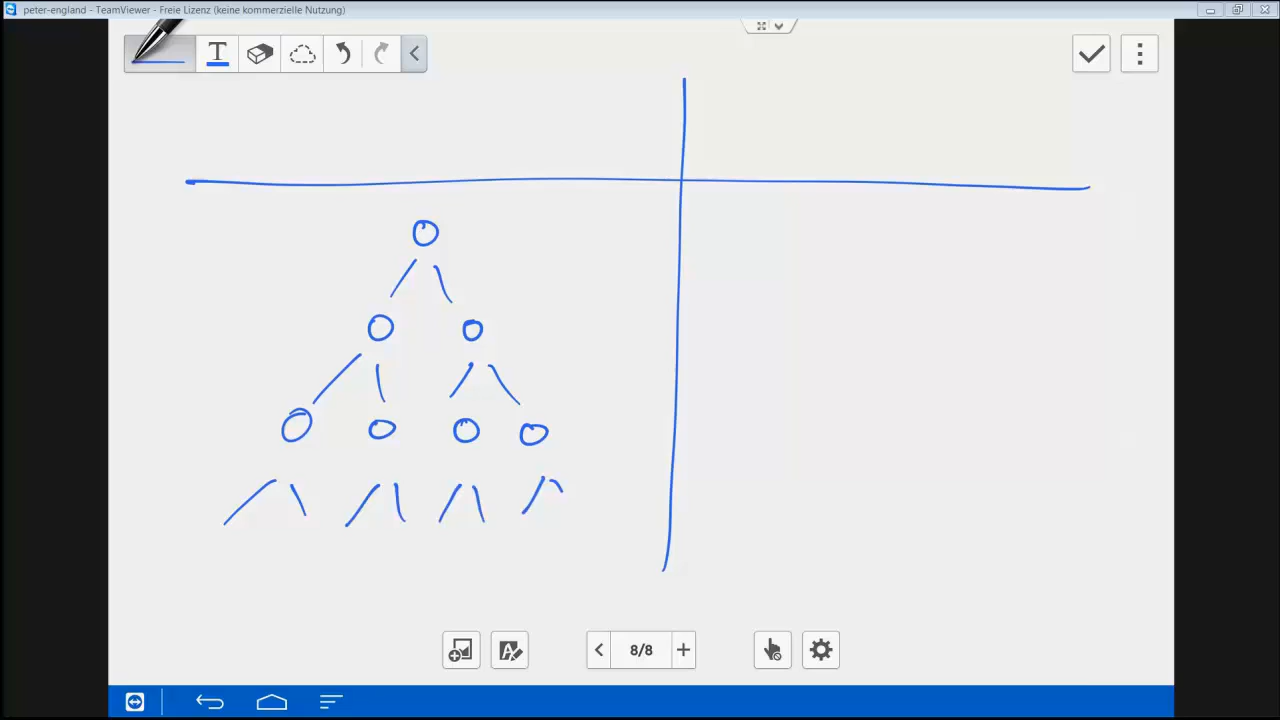 peter-england - TeamViewer - Freie Lizenz (keine kommerzielle Nutzung)
T
8/8
A